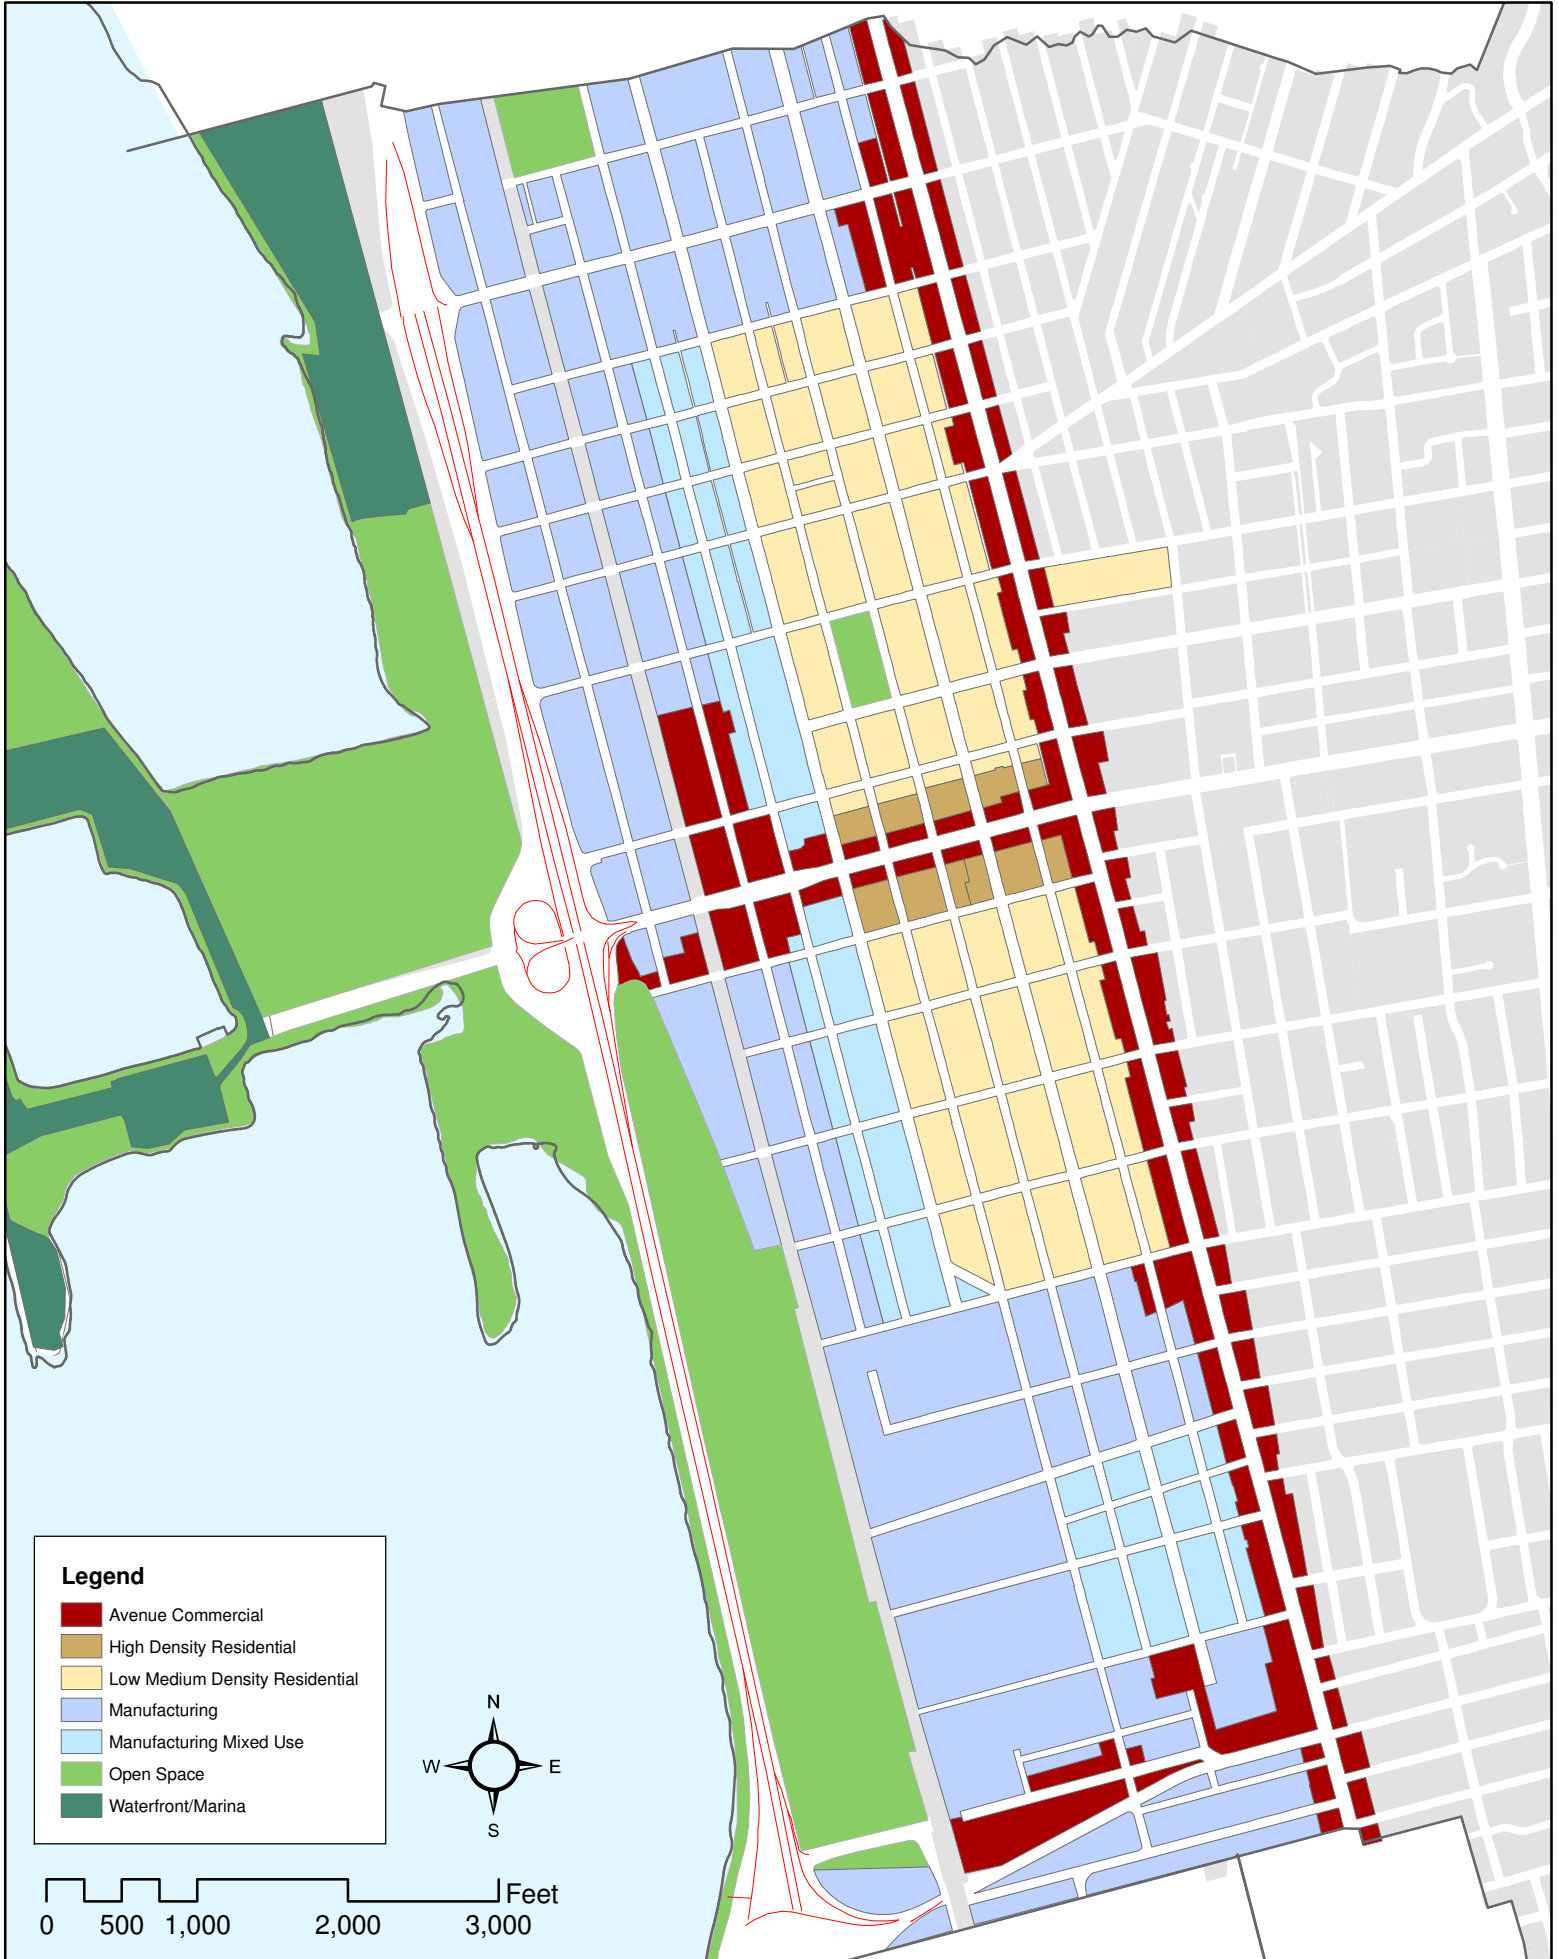 Legend
Avenue Commercial
High Density Residential
Low Medium Density Residential
Manufacturing
Manufacturing Mixed Use
Open Space
Waterfront/Marina
N
W E
S
Feet
0 500 1,000 2,000 3,000